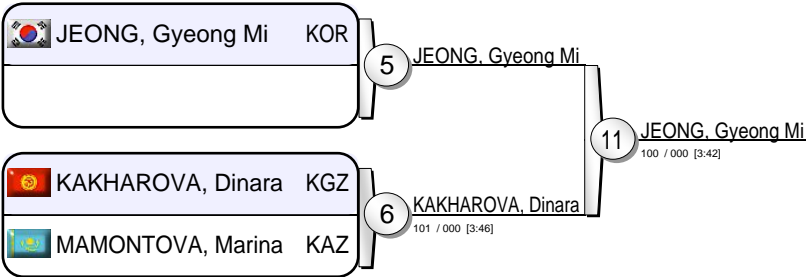 JEONG, Gyeong Mi KOR
5
JEONG, Gyeong Mi
11
JEONG, Gyeong Mi
100 / 000 [3:42]
KAKHAROVA, Dinara KGZ
6
KAKHAROVA, Dinara
101 / 000 [3:46]
MAMONTOVA, Marina KAZ